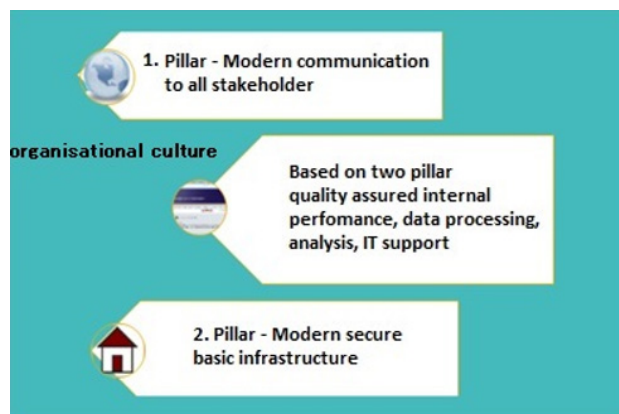 1. Pillar - Modern communication
to all stakeholder
organisational culture
Based on two pillar
quality assured internal
perfomance, data processing,
analysis, IT support
2. Pillar - Modern secure
basic infrastructure